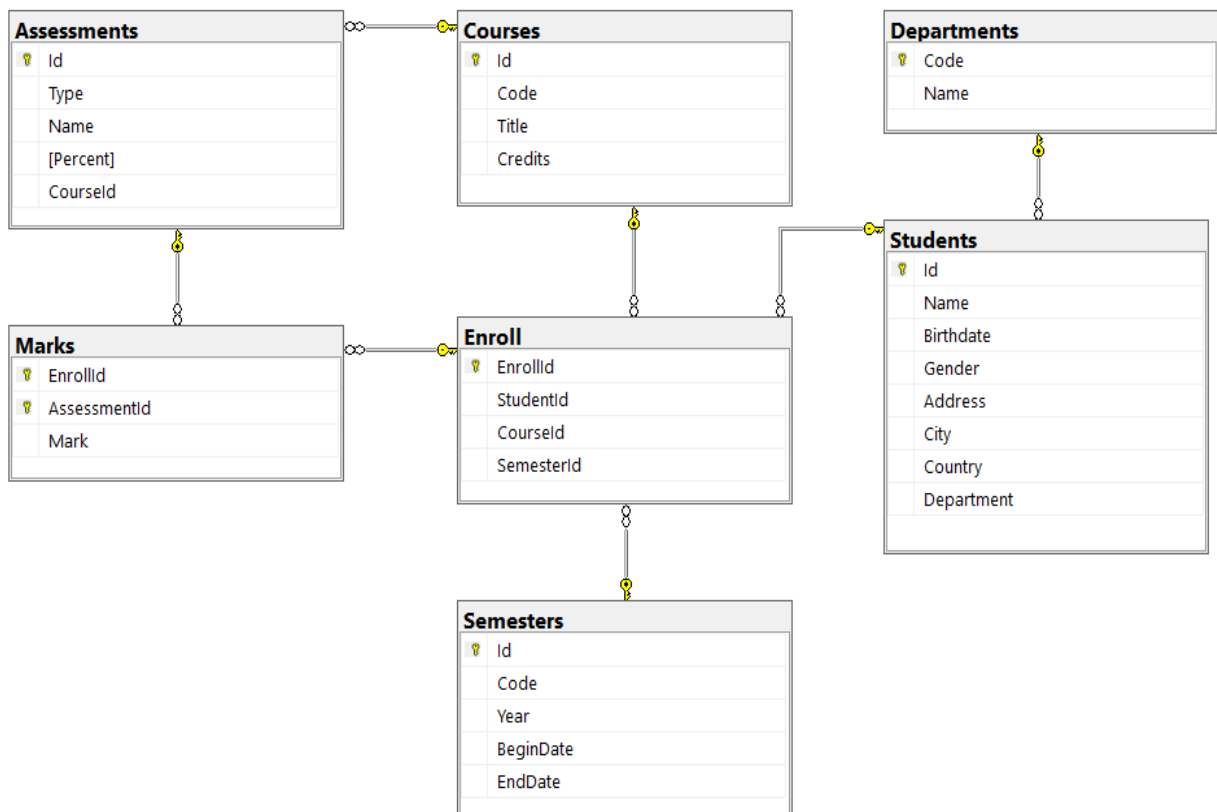 Assessments
Id
Type
Name
[Percent]
CourseId
Courses
Id
Code
Title
Credits
Departments
Code
Name
Marks
EnrollId
AssessmentId
Mark
Enroll
EnrollId
StudentId
CourseId
SemesterId
Students
Id
Name
Birthdate
Gender
Address
City
Country
Department
Semesters
Id
Code
Year
BeginDate
EndDate